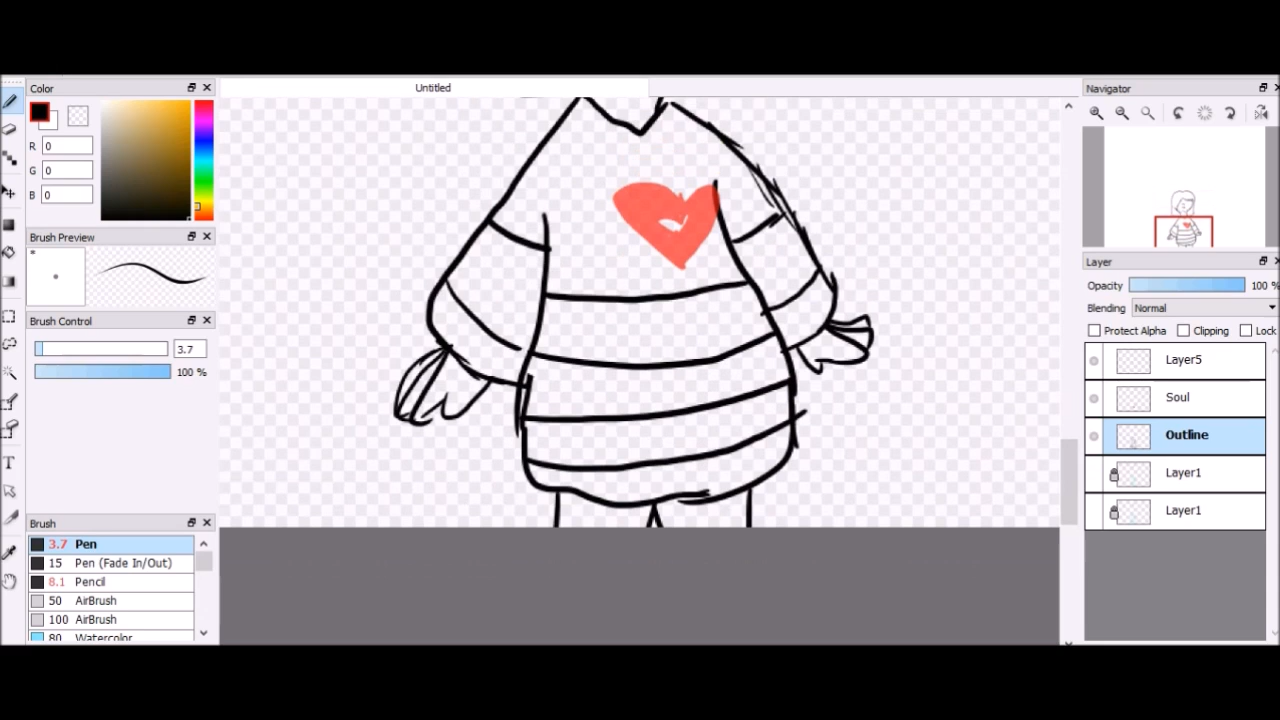 Color
Untitled
Navigator
R 0
G 0
B 0
Brush Preview
*
Brush Control
3.7
100 %
Brush
3.7 Pen
15 Pen (Fade In/Out)
8.1 Pencil
50 AirBrush
100 AirBrush
80 Watercolor
T
Layer
Opacity 100 %
Blending Normal
Protect Alpha Clipping Lock
Layer5
Soul
Outline
Layer1
Layer1